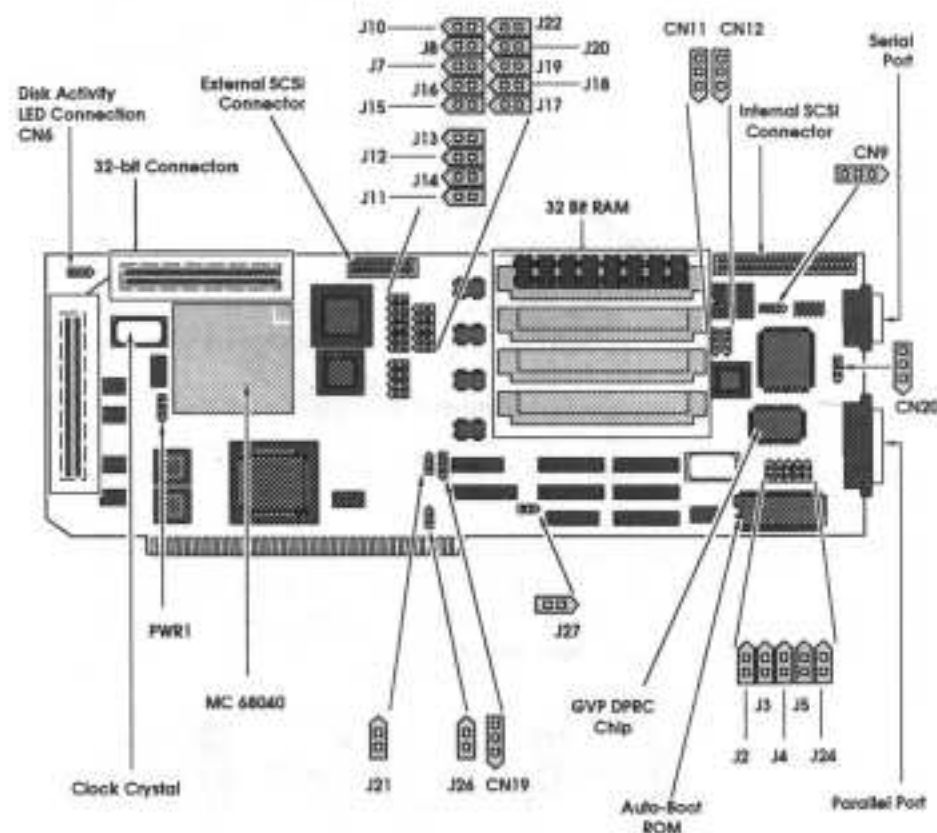 J10
J22
J8
J20
J7
J19
J16
J18
J15
J17
J13
J12
J14
J11
CN11 CN12
Serial
Port
External SCSI
Connector
Disk Activity
LED Connection
CN6
Internal SCSI
Connector
32-bit Connectors
CN9
32 Bit RAM
CN20
PWR1
J27
MC 68040
GVP DPRC
Chip
J3
J5
J2
J4
J24
J21
J26
CN19
Clock Crystal
Auto-Boot
ROM
Parallel Port